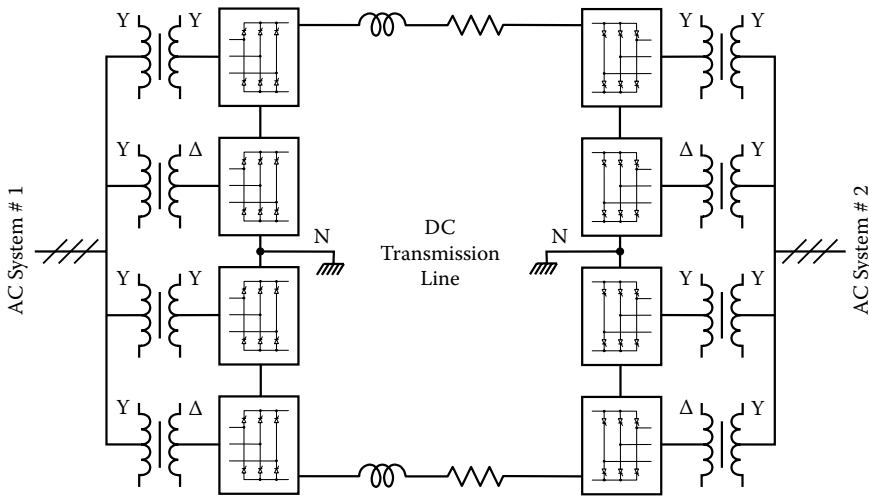 Y Y Y Y
Y Δ Δ Y
AC System # 1
N
DC
Transmission
Line
N
AC System # 2
Y Y Y Y
Y Δ Δ Y